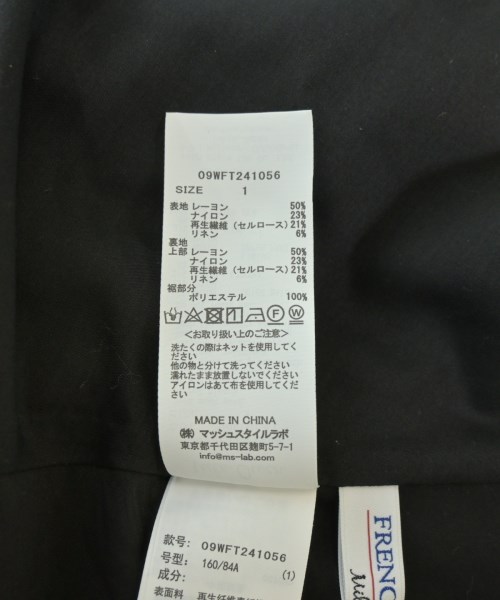 09WFT241056
SIZE 1
表地 レーヨン 50%
ナイロン 23%
再生繊維 (セルロース) 21%
リネン 6%
裏地
上部 レーヨン 50%
ナイロン 23%
再生繊維 (セルロース) 21%
リネン 6%
裾部分
ポリエステル 100%
<お取り扱い上のご注意>
洗たくの際はネットを使用してく
ださい
他の物と分けて洗ってください
濡れたまま放置しないでください
アイロンはあて布を使用してくだ
さい
MADE IN CHINA
㈱ マッシュスタイルラボ
東京都千代田区麹町5-7-1
info@ms-lab.com
款号: 09WFT241056
号型: 160/84A
成分: (1)
表面料
FRENC